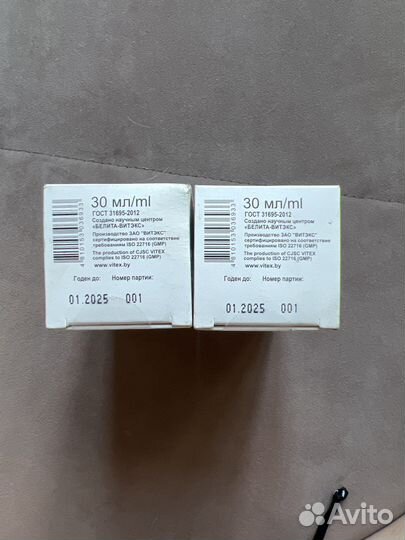 4810153036933
30 мл/ml
ГОСТ 31695-2012
Создано научным центром
«БЕЛИТА-ВИТЭКС»
Производство ЗАО "ВИТЭКС"
сертифицировано на соответствие
требованиям ISO 22716 (GMP)
The production of CJSC VITEX
complies to ISO 22716 (GMP)
www.vitex.by
Годен до: Номер партии:
01.2025 001
4810153036933
30 мл/ml
ГОСТ 31695-2012
Создано научным центром
«БЕЛИТА-ВИТЭКС»
Производство ЗАО "ВИТЭКС"
сертифицировано на соответствие
требованиям ISO 22716 (GMP)
The production of CJSC VITEX
complies to ISO 22716 (GMP)
www.vitex.by
Годен до: Номер партии:
01.2025 001
Avito